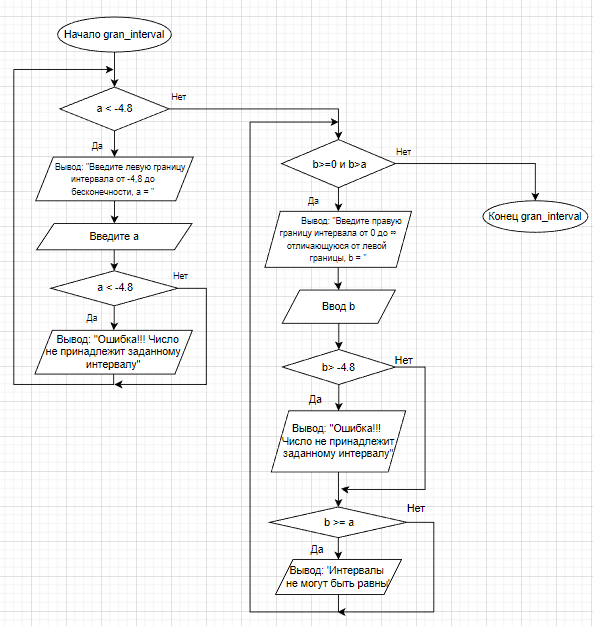 Начало gran_interval
a < -4.8
Нет
Да
Вывод: "Введите левую границу
интервала от -4,8 до
бесконечности, a = "
Введите a
a < -4.8
Нет
Да
Вывод: "Ошибка!!! Число
не принадлежит заданному
интервалу"
b>=0 и b>a
Нет
Да
Конец gran_interval
Вывод: "Введите правую
границу интервала от 0 до ∞
отличающуюся от левой
границы, b = "
Ввод b
b> -4.8
Нет
Да
Вывод: "Ошибка!!!
Число не принадлежит
заданному интервалу"
b >= a
Нет
Да
Вывод: 'Интервалы
не могут быть равны'